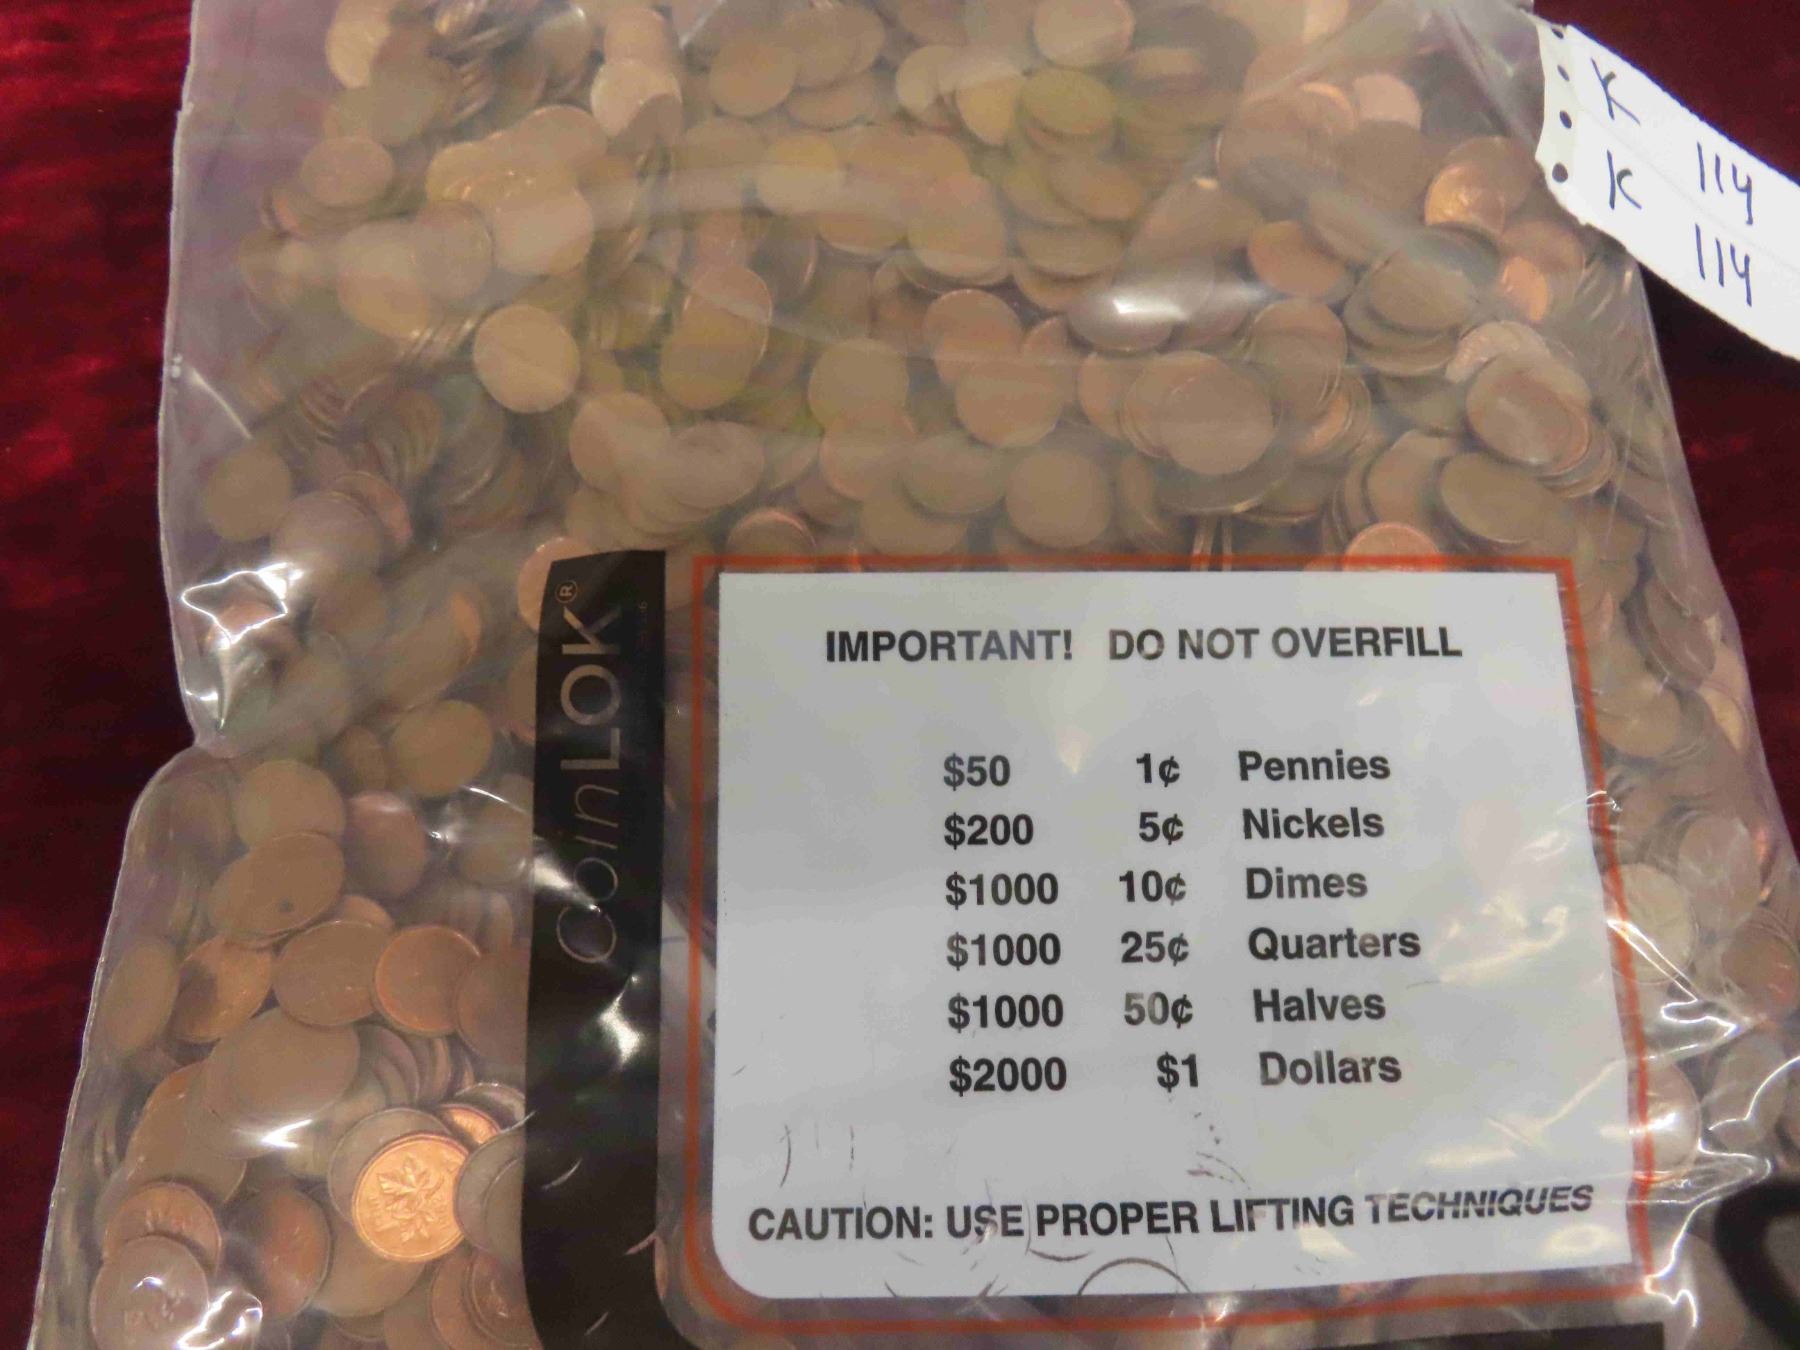 K 114
K 114
coinLOK®
IMPORTANT! DO NOT OVERFILL
$50 1¢ Pennies
$200 5¢ Nickels
$1000 10¢ Dimes
$1000 25¢ Quarters
$1000 50¢ Halves
$2000 $1 Dollars
CAUTION: USE PROPER LIFTING TECHNIQUES